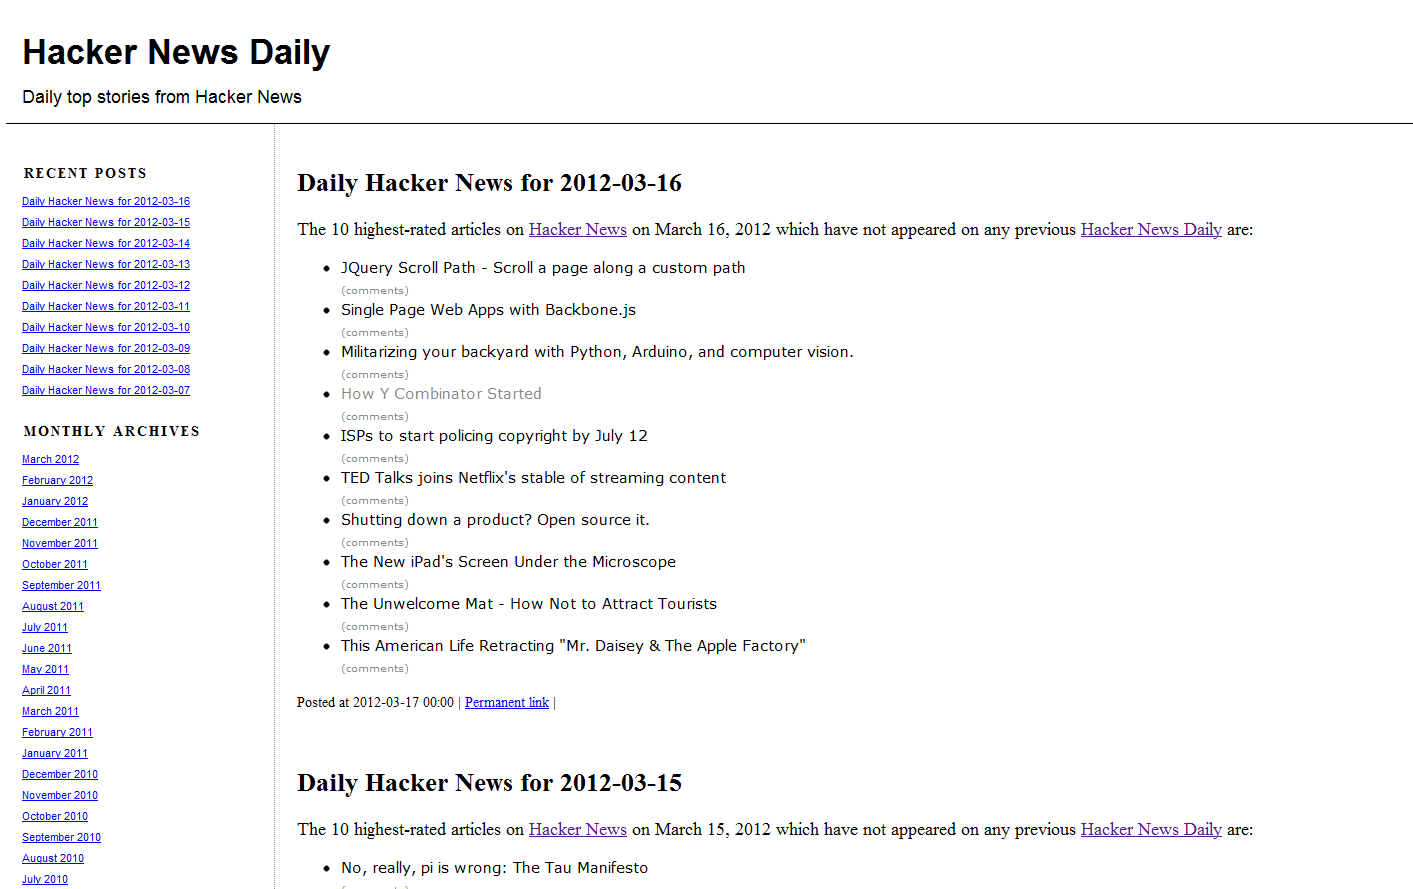 Hacker News Daily
Daily top stories from Hacker News
RECENT POSTS
Daily Hacker News for 2012-03-16
Daily Hacker News for 2012-03-15
Daily Hacker News for 2012-03-14
Daily Hacker News for 2012-03-13
Daily Hacker News for 2012-03-12
Daily Hacker News for 2012-03-11
Daily Hacker News for 2012-03-10
Daily Hacker News for 2012-03-09
Daily Hacker News for 2012-03-08
Daily Hacker News for 2012-03-07
MONTHLY ARCHIVES
March 2012
February 2012
January 2012
December 2011
November 2011
October 2011
September 2011
August 2011
July 2011
June 2011
May 2011
April 2011
March 2011
February 2011
January 2011
December 2010
November 2010
October 2010
September 2010
August 2010
July 2010
Daily Hacker News for 2012-03-16
The 10 highest-rated articles on Hacker News on March 16, 2012 which have not appeared on any previous Hacker News Daily are:
JQuery Scroll Path - Scroll a page along a custom path
(comments)
Single Page Web Apps with Backbone.js
(comments)
Militarizing your backyard with Python, Arduino, and computer vision.
(comments)
How Y Combinator Started
(comments)
ISPs to start policing copyright by July 12
(comments)
TED Talks joins Netflix's stable of streaming content
(comments)
Shutting down a product? Open source it.
(comments)
The New iPad's Screen Under the Microscope
(comments)
The Unwelcome Mat - How Not to Attract Tourists
(comments)
This American Life Retracting "Mr. Daisey & The Apple Factory"
(comments)
Posted at 2012-03-17 00:00 | Permanent link |
Daily Hacker News for 2012-03-15
The 10 highest-rated articles on Hacker News on March 15, 2012 which have not appeared on any previous Hacker News Daily are:
No, really, pi is wrong: The Tau Manifesto